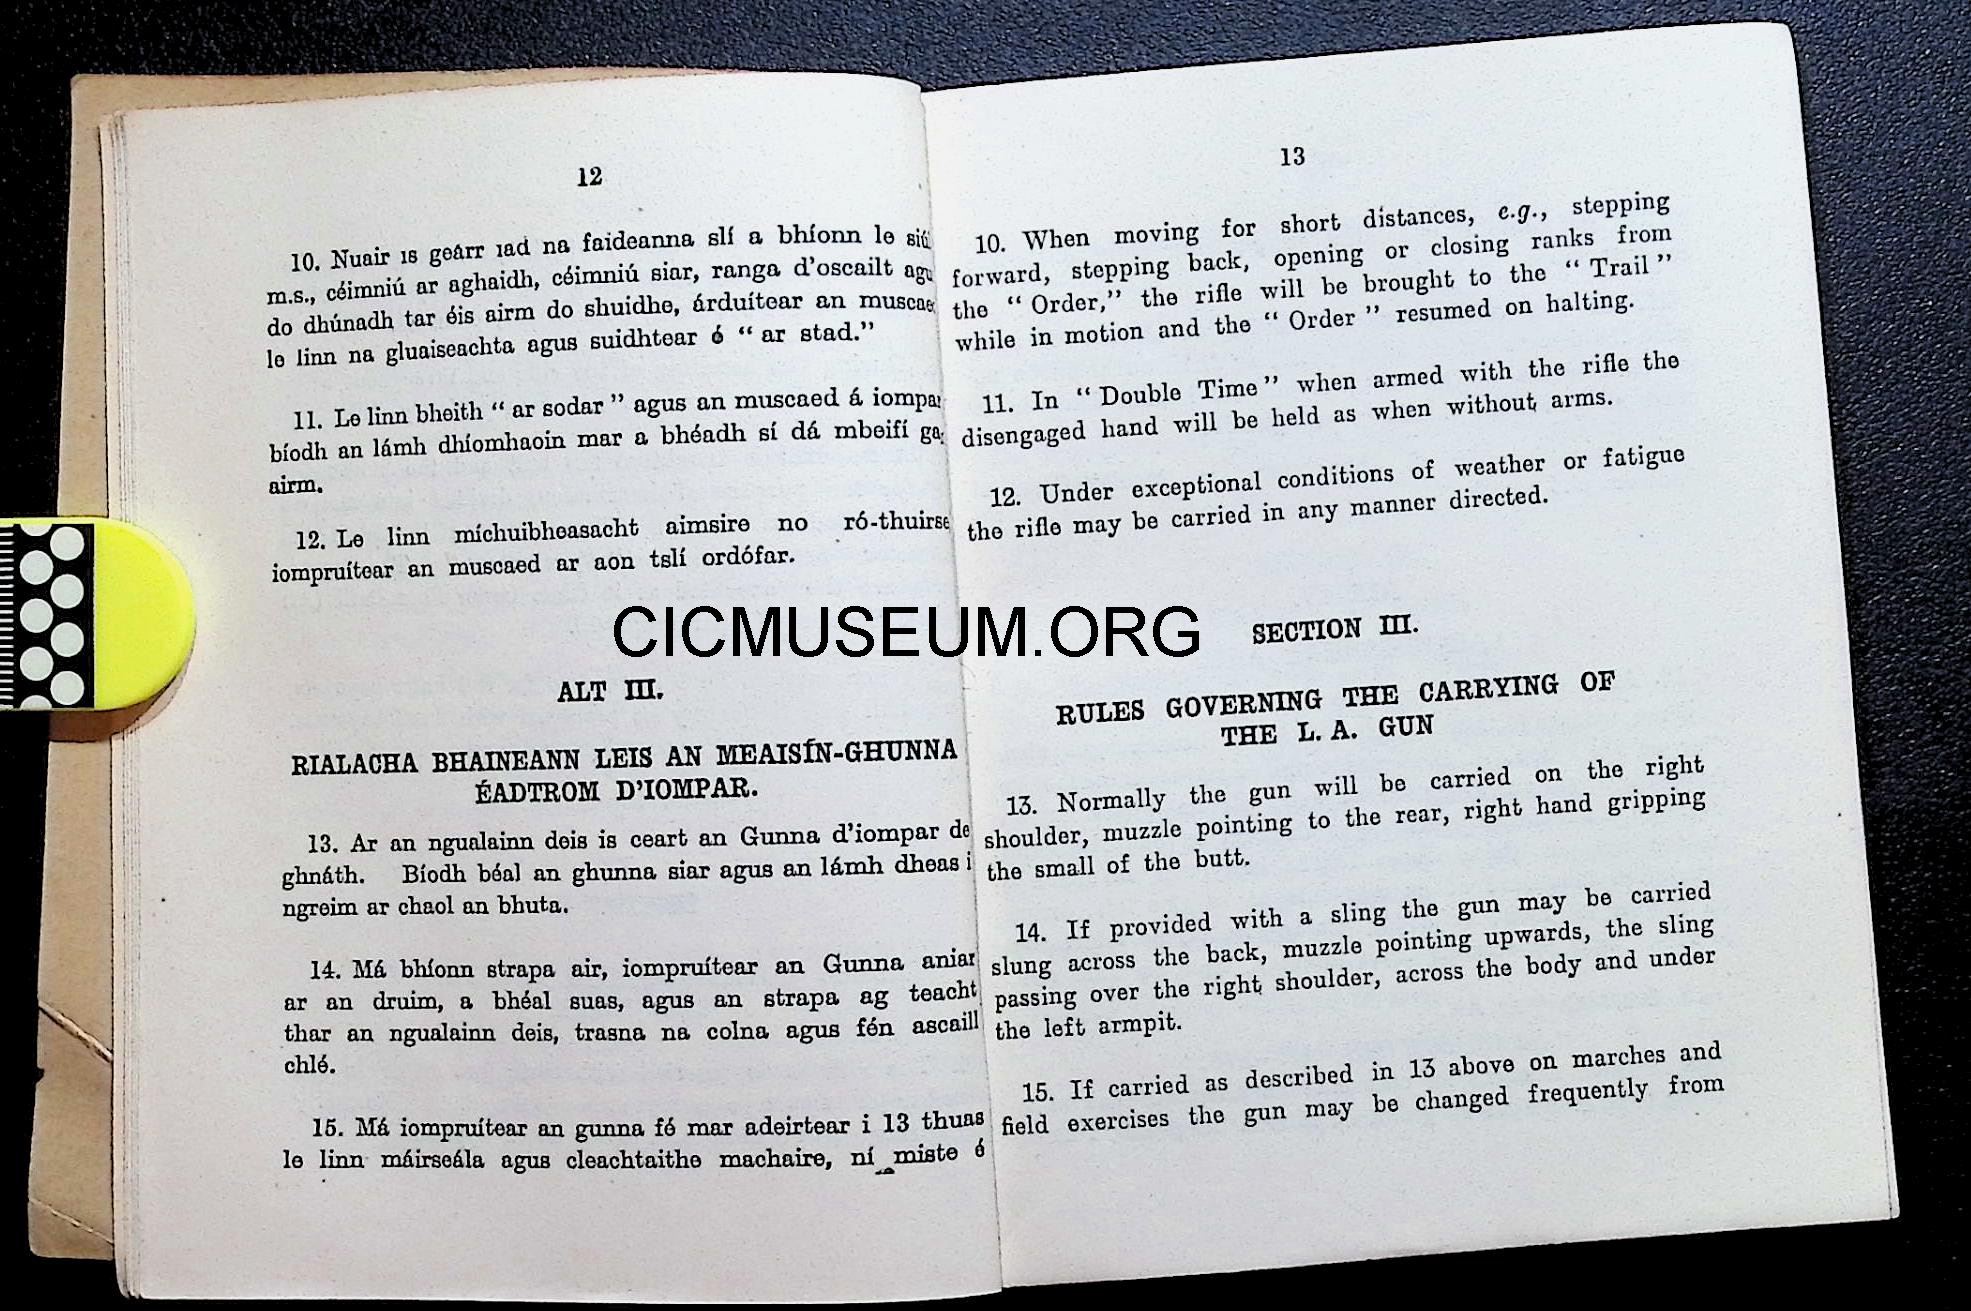 12
10. Nuair is geárr iad na faideanna slí a bhíonn le
m.s., céimniú ar aghaidh, céimniú siar, ranga d'oscailt
do dhúnadh tar éis airm do shuidhe, árduítear an
le linn na gluaiseachta agus suidhtear ó “ ar stad.”
11. Le linn bheith “ ar sodar ” agus an muscaed á
bíodh an lámh dhíomhaoin mar a bhéadh sí dá mbeifí
airm.
12. Le linn míchuibheasacht aimsire no ró-thuirse
iompruítear an muscaed ar aon tslí ordófar.
ALT III.
RIALACHA BHAINEANN LEIS AN MEAISÍN-GHUNNA
ÉADTROM D'IOMPAR.
13. Ar an ngualainn deis is ceart an Gunna d'iompar de
ghnáth. Bíodh béal an ghunna siar agus an lámh dheas i
ngreim ar chaol an bhuta.
14. Má bhíonn strapa air, iompruítear an Gunna aniar
ar an druim, a bhéal suas, agus an strapa ag teacht
thar an ngualainn deis, trasna na colna agus fén ascaill
chlé.
15. Má iompruítear an gunna fé mar adeirtear i 13 thuas
le linn máirseála agus cleachtaithe machaire, ní miste é
13
10. When moving for short distances, e.g., stepping
forward, stepping back, opening or closing ranks from
the “ Order,” the rifle will be brought to the “ Trail ”
while in motion and the “ Order ” resumed on halting.
11. In “ Double Time ” when armed with the rifle the
disengaged hand will be held as when without arms.
12. Under exceptional conditions of weather or fatigue
the rifle may be carried in any manner directed.
SECTION III.
RULES GOVERNING THE CARRYING OF
THE L. A. GUN
13. Normally the gun will be carried on the right
shoulder, muzzle pointing to the rear, right hand gripping
the small of the butt.
14. If provided with a sling the gun may be carried
slung across the back, muzzle pointing upwards, the sling
passing over the right shoulder, across the body and under
the left armpit.
15. If carried as described in 13 above on marches and
field exercises the gun may be changed frequently from
CICMUSEUM.ORG